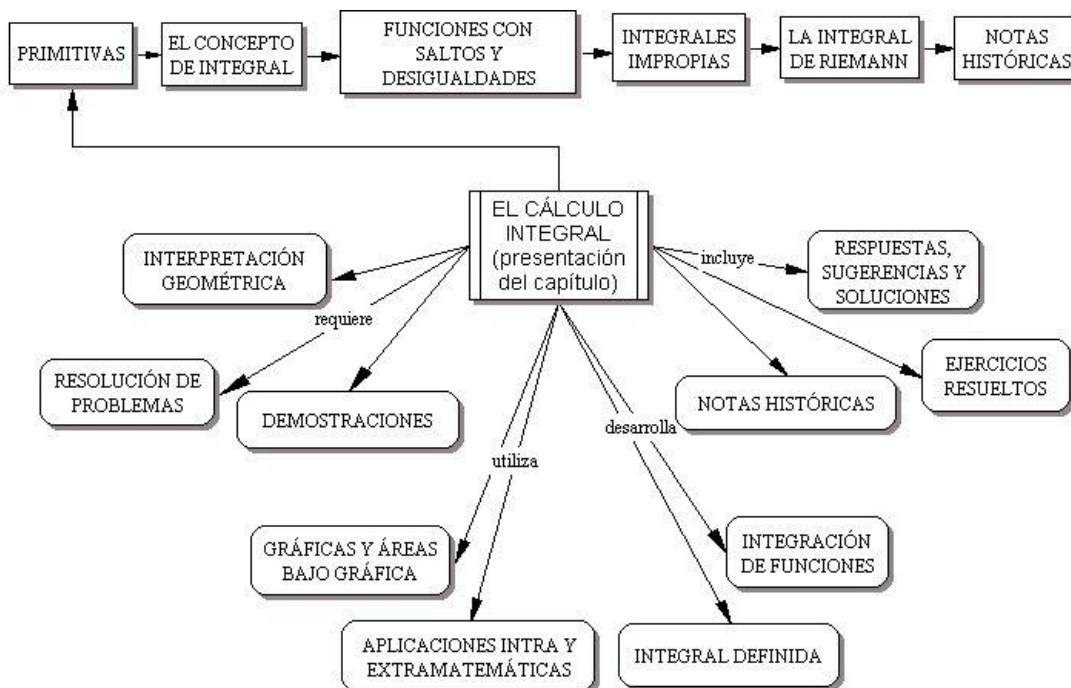 PRIMITIVAS
EL CONCEPTO
DE INTEGRAL
FUNCIONES CON
SALTOS Y
DESIGUALDADES
INTEGRALES
IMPROPIAS
LA INTEGRAL
DE RIEMANN
NOTAS
HISTÓRICAS
EL CÁLCULO
INTEGRAL
(presentación
del capítulo)
INTERPRETACIÓN
GEOMÉTRICA
requiere
RESOLUCIÓN DE
PROBLEMAS
DEMOSTRACIONES
utiliza
GRÁFICAS Y ÁREAS
BAJO GRÁFICA
APLICACIONES INTRA Y
EXTRAMATEMÁTICAS
desarrolla
INTEGRACIÓN
DE FUNCIONES
INTEGRAL DEFINIDA
incluye
RESPUESTAS,
SUGERENCIAS Y
SOLUCIONES
EJERCICIOS
RESUELTOS
NOTAS HISTÓRICAS